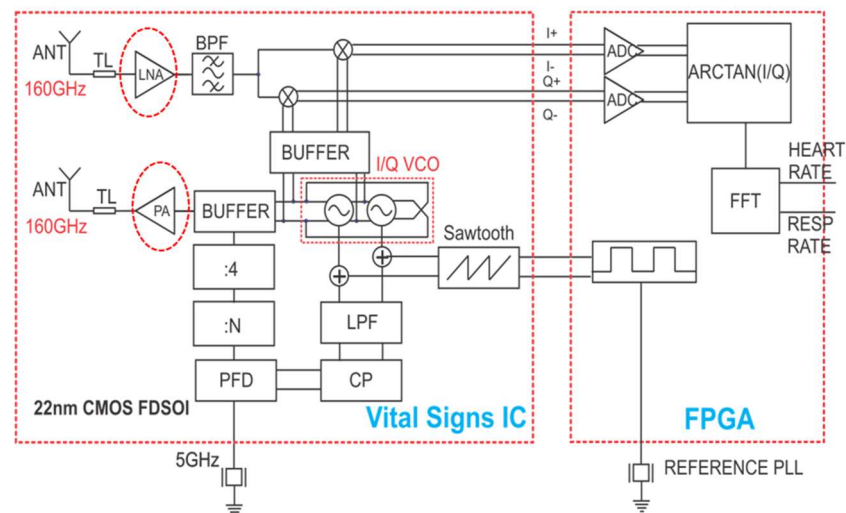 ANT
TL
160GHz
LNA
BPF
I+
I-
Q+
Q-
ADC
ADC
ARCTAN(I/Q)
BUFFER
I/Q VCO
HEART
RATE
FFT
RESP
RATE
ANT
TL
160GHz
PA
BUFFER
Sawtooth
:4
:N
LPF
PFD
CP
22nm CMOS FDSOI
Vital Signs IC
FPGA
5GHz
REFERENCE PLL